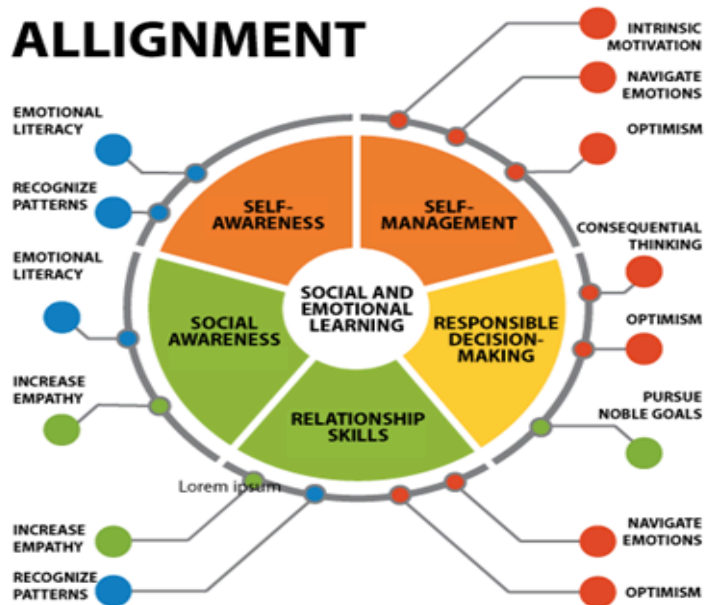 ALLIGNMENT
INTRINSIC
MOTIVATION
NAVIGATE
EMOTIONS
OPTIMISM
EMOTIONAL
LITERACY
RECOGNIZE
PATTERNS
SELF-
AWARENESS
SELF-
MANAGEMENT
CONSEQUENTIAL
THINKING
EMOTIONAL
LITERACY
SOCIAL AND
EMOTIONAL
LEARNING
SOCIAL
AWARENESS
RESPONSIBLE
DECISION-
MAKING
OPTIMISM
INCREASE
EMPATHY
PURSUE
NOBLE GOALS
RELATIONSHIP
SKILLS
Lorem ipsum
INCREASE
EMPATHY
NAVIGATE
EMOTIONS
RECOGNIZE
PATTERNS
OPTIMISM